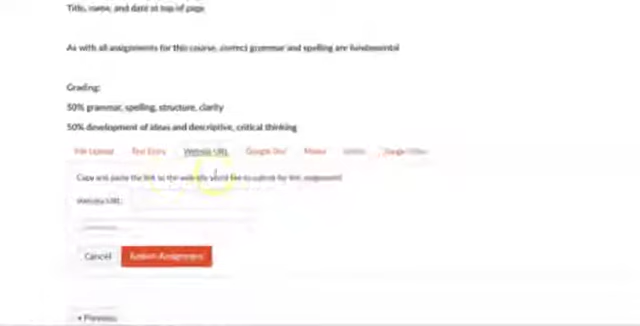 Title, name, and date at top of page
As with all assignments for this course, correct grammar and spelling are fundamental
Grading:
50% grammar, spelling, structure, clarity
50% development of ideas and descriptive, critical thinking
File Upload Text Entry Website URL Google Doc
Copy and paste the link to the web site you'd like to submit for this assignment
Website URL:
Cancel Submit Assignment
◂ Previous